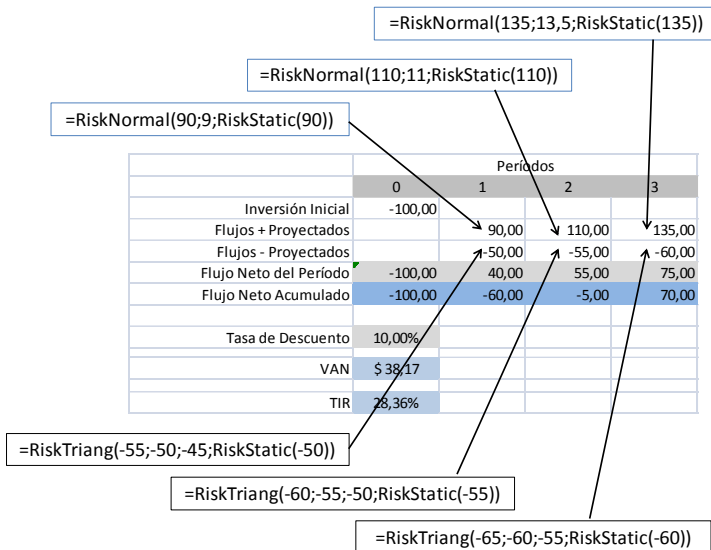 =RiskNormal(135;13,5;RiskStatic(135))
=RiskNormal(110;11;RiskStatic(110))
=RiskNormal(90;9;RiskStatic(90))
Períodos
0 1 2 3
Inversión Inicial -100,00
Flujos + Proyectados 90,00 110,00 135,00
Flujos - Proyectados -50,00 -55,00 -60,00
Flujo Neto del Período -100,00 40,00 55,00 75,00
Flujo Neto Acumulado -100,00 -60,00 -5,00 70,00
Tasa de Descuento 10,00%
VAN $ 38,17
TIR 28,36%
=RiskTriang(-55;-50;-45;RiskStatic(-50))
=RiskTriang(-60;-55;-50;RiskStatic(-55))
=RiskTriang(-65;-60;-55;RiskStatic(-60))